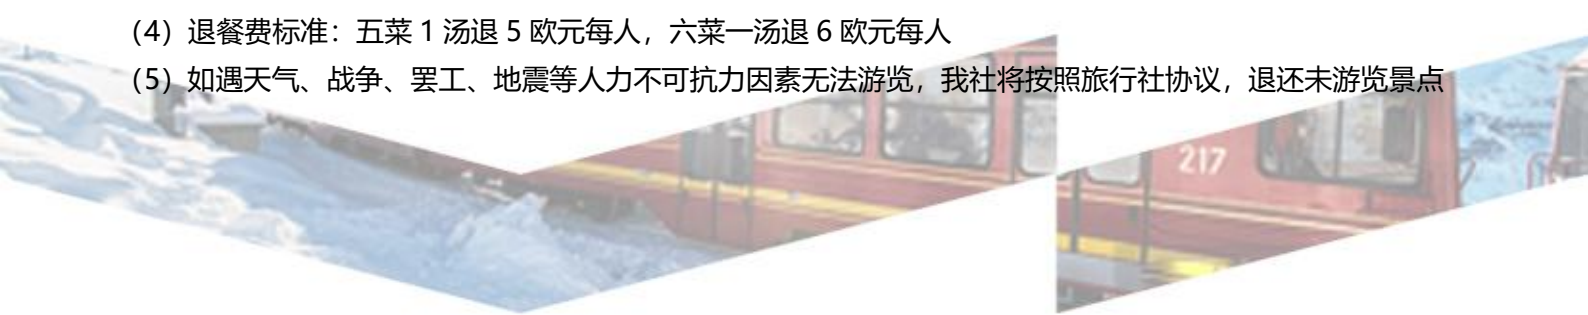 （4）退餐费标准：五菜 1 汤退 5 欧元每人，六菜一汤退 6 欧元每人
（5）如遇天气、战争、罢工、地震等人力不可抗力因素无法游览，我社将按照旅行社协议，退还未游览景点
217